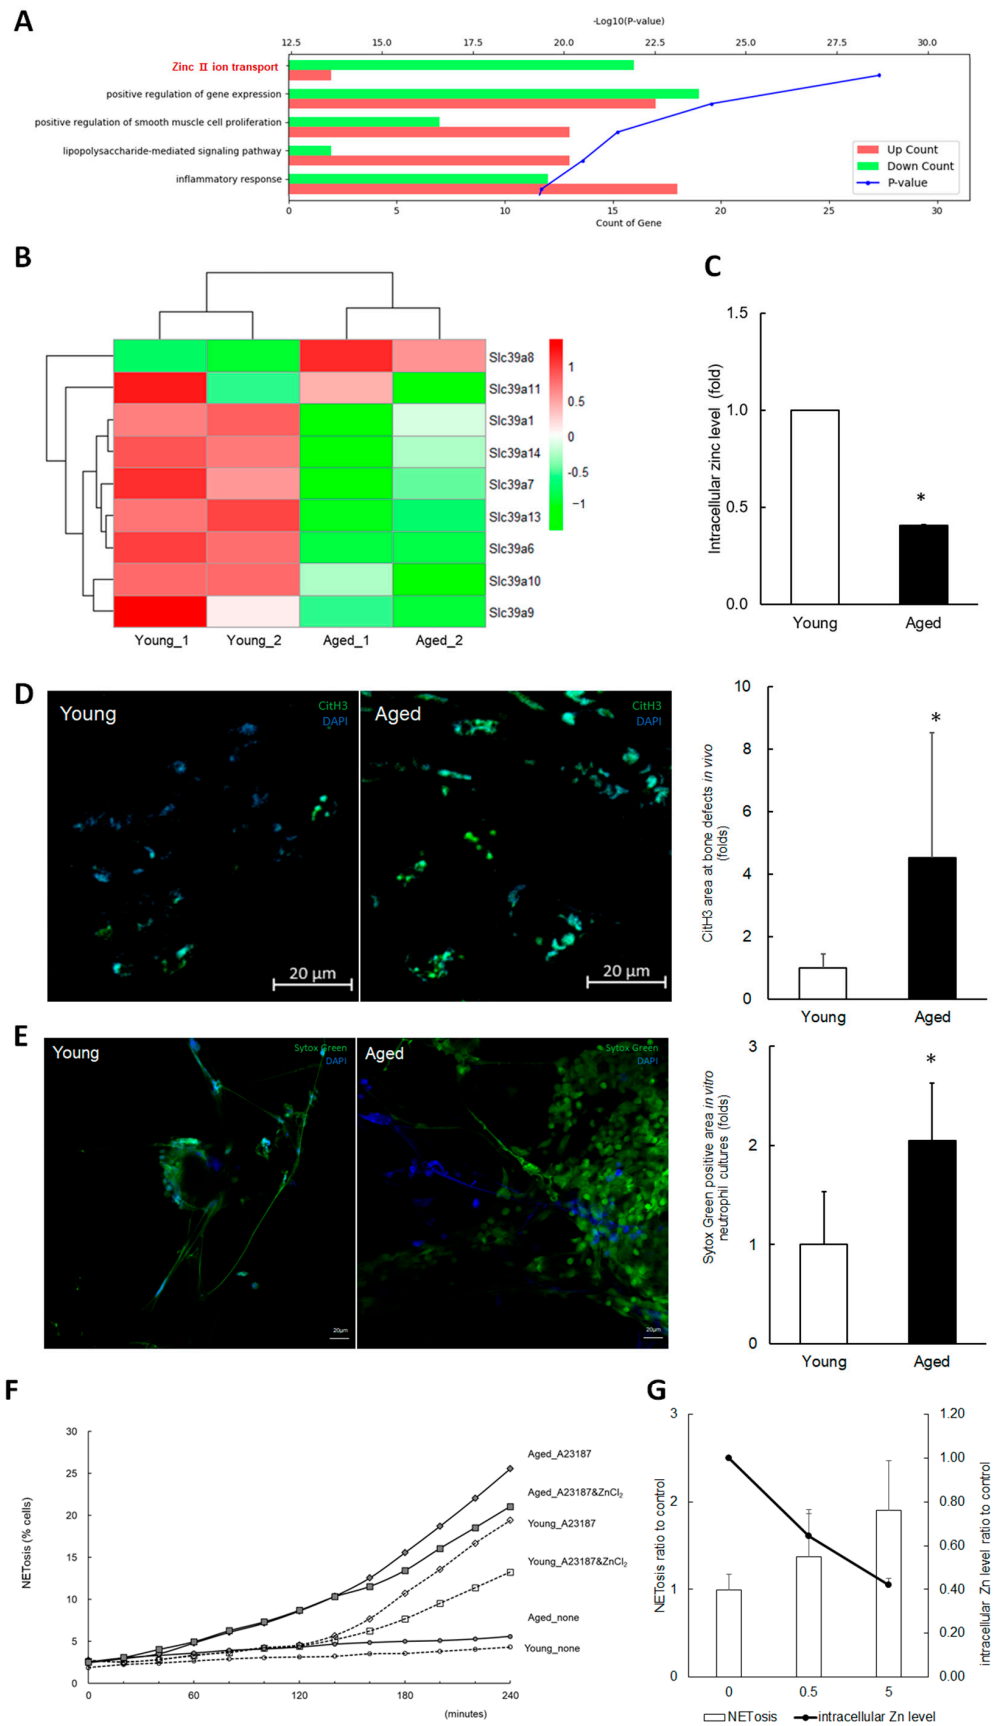 A
-Log10(P-value)
12.5 15.0 17.5 20.0 22.5 25.0 27.5 30.0
Zinc II ion transport
positive regulation of gene expression
positive regulation of smooth muscle cell proliferation
lipopolysaccharide-mediated signaling pathway
inflammatory response
Up Count
Down Count
P-value
0 5 10 15 20 25 30
Count of Gene
B
Slc39a8
Slc39a11
Slc39a1
Slc39a14
Slc39a7
Slc39a13
Slc39a6
Slc39a10
Slc39a9
1
0.5
0
-0.5
−1
Young_1 Young_2 Aged_1 Aged_2
C
Intracellular zinc level (fold)
1.5
1.0
0.5
0.0
*
Young Aged
D
Young
CitH3
DAPI
20 μm
Aged
CitH3
DAPI
20 μm
CitH3 area at bone defects in vivo
(folds)
10
8
6
4
2
0
*
Young Aged
E
Young
Sytox Green
DAPI
20μm
Aged
Sytox Green
DAPI
20μm
Sytox Green positive area in vitro
neutrophil cultures (folds)
3
2
1
0
*
Young Aged
F
NETosis (% cells)
30
25
20
15
10
5
0
0 60 120 180 240
(minutes)
Aged_A23187
Aged_A23187&ZnCl₂
Young_A23187
Young_A23187&ZnCl₂
Aged_none
Young_none
G
NETosis ratio to control
3
2
1
0
1.20
1.00
0.80
0.60
0.40
0.20
0.00
intracellular Zn level ratio to control
0 0.5 5
NETosis intracellular Zn level